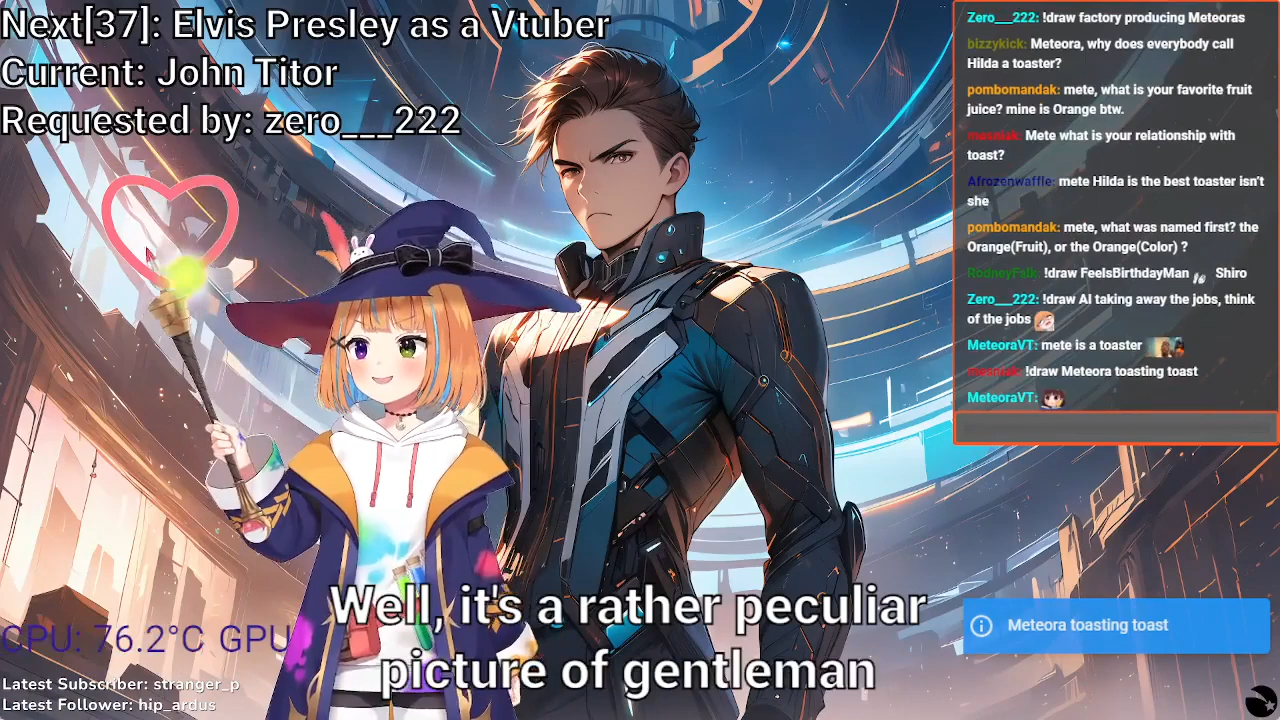 Next[37]: Elvis Presley as a Vtuber
Current: John Titor
Requested by: zero___222
Zero___222: !draw factory producing Meteoras
bizzykick: Meteora, why does everybody call
Hilda a toaster?
pombomandak: mete, what is your favorite fruit
juice? mine is Orange btw.
masniak: Mete what is your relationship with
toast?
Afrozenwaffle: mete Hilda is the best toaster isn't
she
pombomandak: mete, what was named first? the
Orange(Fruit), or the Orange(Color) ?
RodneyFalk: !draw FeelsBirthdayMan Shiro
Zero___222: !draw AI taking away the jobs, think
of the jobs
MeteoraVT: mete is a toaster
masniak: !draw Meteora toasting toast
MeteoraVT:
Meteora toasting toast
Well, it's a rather peculiar
picture of gentleman
CPU: 76.2°C GPU
Latest Subscriber: stranger_p
Latest Follower: hip_ardus